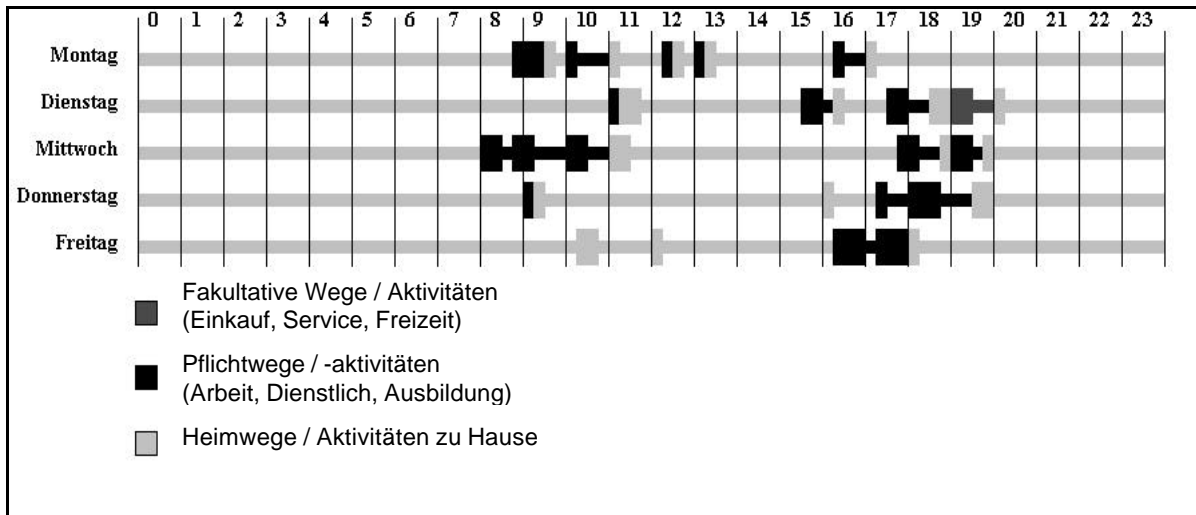 0 1 2 3 4 5 6 7 8 9 10 11 12 13 14 15 16 17 18 19 20 21 22 23
Montag
Dienstag
Mittwoch
Donnerstag
Freitag
Fakultative Wege / Aktivitäten
(Einkauf, Service, Freizeit)
Pflichtwege / -aktivitäten
(Arbeit, Dienstlich, Ausbildung)
Heimwege / Aktivitäten zu Hause